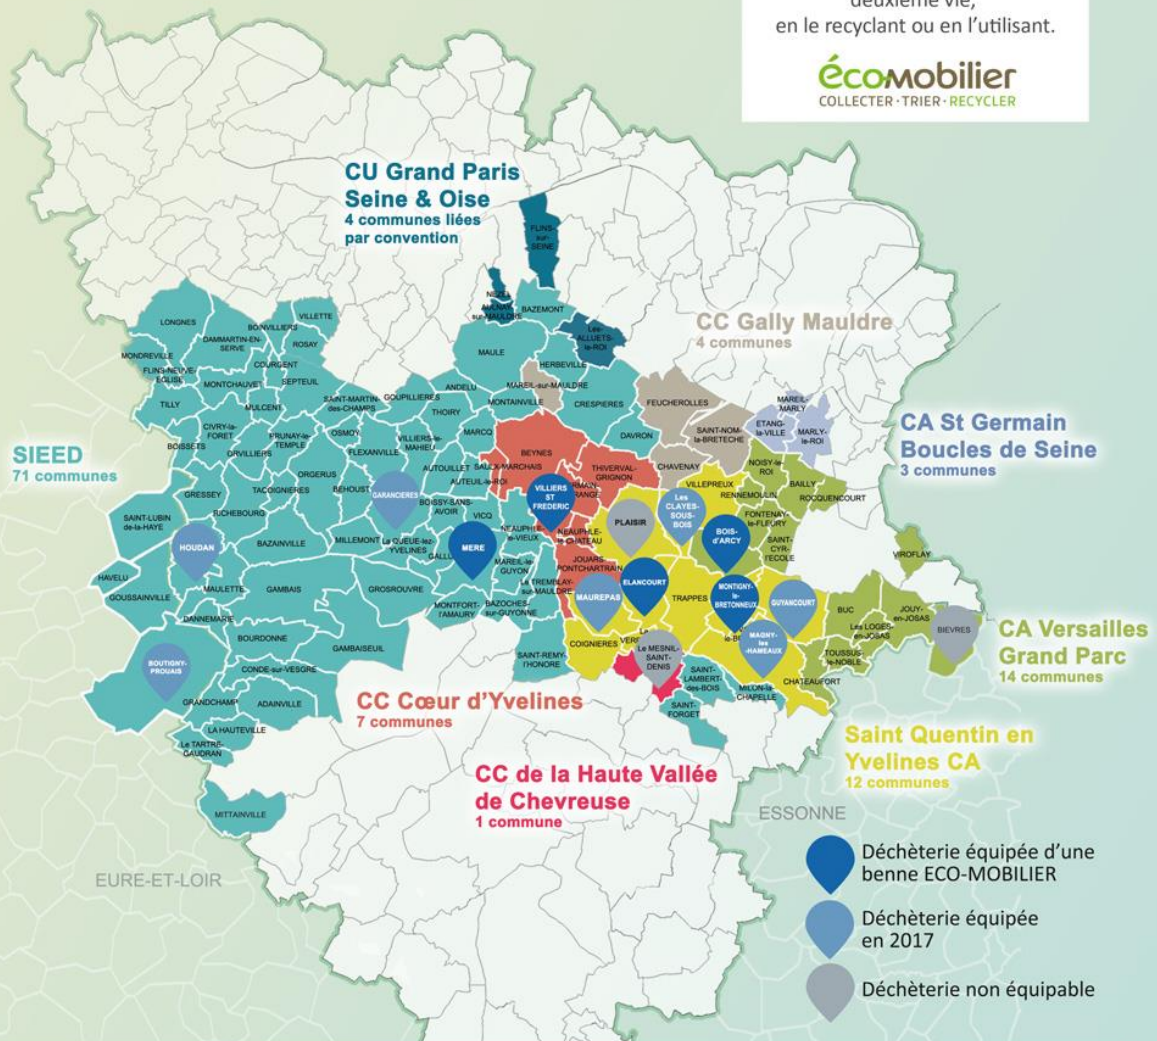 deuxième vie,
en le recyclant ou en l'utilisant.
écomobilier
COLLECTER · TRIER · RECYCLER
CU Grand Paris
Seine & Oise
4 communes liées
par convention
FLINS-
sur-
SEINE
BAZEMONT
Les-
ALLUETS-
le-ROI
CC Gally Mauldre
4 communes
LONGNES
VILLETTE
BOINVILLIERS
DAMMARTIN-EN-
SERVE
ROSAY
MONDREVILLE
COURGENT
FLINS-NEUVE-
EGLISE
MONTCHAUVET
SEPTEUIL
TILLY
MULCENT
MAULE
HERBEVILLE
ANDELU
MAREIL-sur-MAULDRE
MONTAINVILLE
CRESPIERES
SAINT-MARTIN-
des-CHAMPS
GOUPILLIERES
THOIRY
FEUCHEROLLES
MAREIL-
MARLY
ETANG-
la-VILLE
MARLY-
le-ROI
SAINT-NOM-
la-BRETECHE
CA St Germain
Boucles de Seine
3 communes
SIEED
71 communes
CIVRY-la-
FORET
PRUNAY-le-
TEMPLE
OSMOY
BOISSETS
ORVILLIERS
FLEXANVILLE
VILLIERS-le-
MAHIEU
MARCQ
DAVRON
BEYNES
THIVERVAL-
GRIGNON
CHAVENAY
NOISY-le-
ROI
BAILLY
ROCQUENCOURT
ORGERUS
BEHOUST
AUTOUILLET
AUTEUIL-le-ROI
TACOIGNIERES
GRESSEY
RICHEBOURG
GARANCIERES
BOISSY-SANS-
AVOIR
VICQ
VILLIERS
ST
FREDERIC
VILLEPREUX
RENNEMOULIN
FONTENAY-
le-FLEURY
SAINT-
CYR-
l'ECOLE
Les
CLAYES-
SOUS-
BOIS
PLAISIR
BOIS-
d'ARCY
SAINT-LUBIN
de-la-HAYE
HOUDAN
BAZAINVILLE
MILLEMONT
La QUEUE-lez-
YVELINES
MERE
NEAUPHLE-
le-VIEUX
NEAUPHLE-
le-CHATEAU
MAREIL-le-
GUYON
JOUARS-
PONTCHARTRAIN
Le TREMBLAY-
sur-MAULDRE
VIROFLAY
HAVELU
GOUSSAINVILLE
MAULETTE
GAMBAIS
GROSROUVRE
MONTFORT-
l'AMAURY
BAZOCHES-
sur-GUYONNE
MAUREPAS
ELANCOURT
TRAPPES
MONTIGNY-
le-
BRETONNEUX
GUYANCOURT
BUC
JOUY-
en-JOSAS
Les LOGES-
en-JOSAS
BIEVRES
DANNEMARIE
BOURDONNE
GAMBAISEUIL
COIGNIERES
MAGNY-
les
-HAMEAUX
TOUSSUS-
le-NOBLE
CA Versailles
Grand Parc
14 communes
BOUTIGNY-
PROUAIS
CONDE-sur-VESGRE
SAINT-REMY-
l'HONORE
Le MESNIL-
SAINT-
DENIS
SAINT-
LAMBERT-
des-BOIS
MILON-la-
CHAPELLE
CHATEAUFORT
GRANDCHAMP
ADAINVILLE
SAINT-
FORGET
CC Cœur d'Yvelines
7 communes
LA HAUTEVILLE
Le TARTRE-
GAUDRAN
Saint Quentin en
Yvelines CA
12 communes
CC de la Haute Vallée
de Chevreuse
1 commune
MITTAINVILLE
ESSONNE
EURE-ET-LOIR
Déchèterie équipée d'une
benne ECO-MOBILIER
Déchèterie équipée
en 2017
Déchèterie non équipable